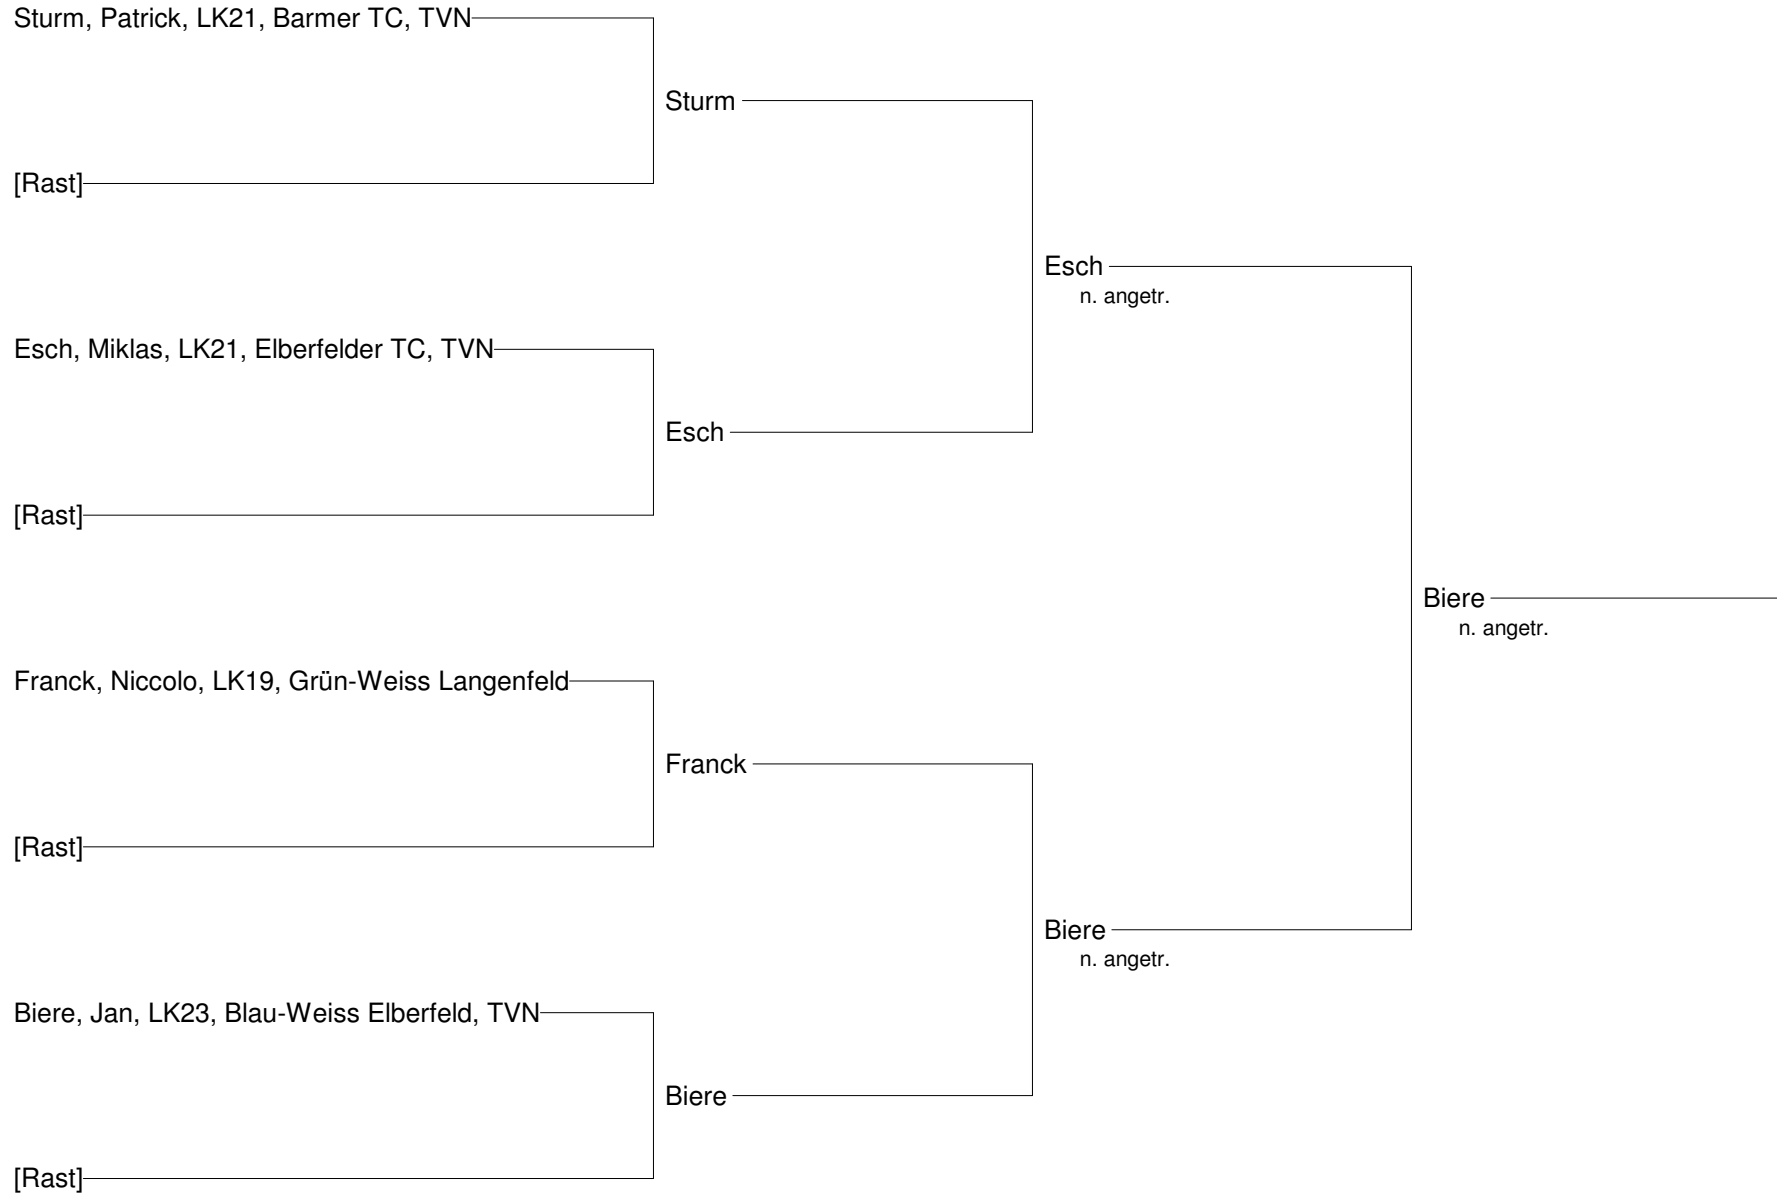 Sturm, Patrick, LK21, Barmer TC, TVN
Sturm
[Rast]
Esch
n. angetr.
Esch, Miklas, LK21, Elberfelder TC, TVN
Esch
[Rast]
Biere
n. angetr.
Franck, Niccolo, LK19, Grün-Weiss Langenfeld
Franck
[Rast]
Biere
n. angetr.
Biere, Jan, LK23, Blau-Weiss Elberfeld, TVN
Biere
[Rast]